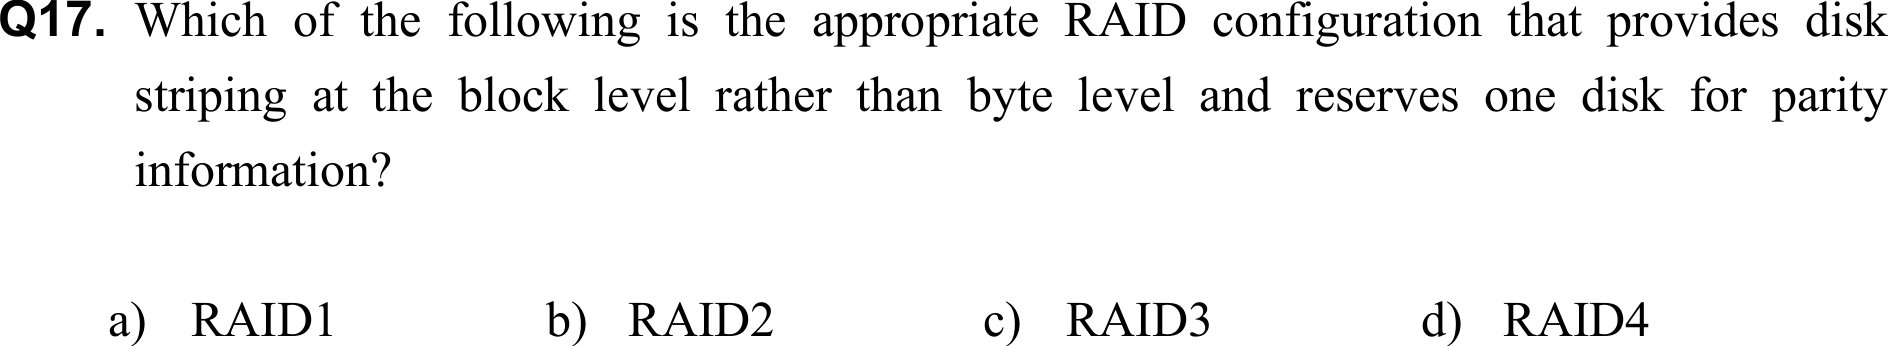 Q17. Which of the following is the appropriate RAID configuration that provides disk
striping at the block level rather than byte level and reserves one disk for parity
information?
a) RAID1 b) RAID2 c) RAID3 d) RAID4